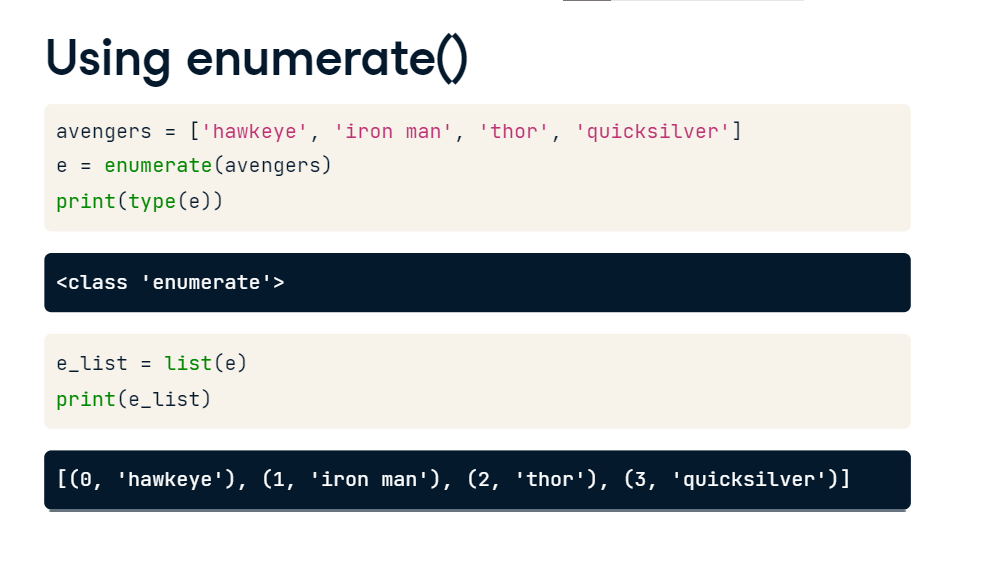 Using enumerate()
avengers = ['hawkeye', 'iron man', 'thor', 'quicksilver']
e = enumerate(avengers)
print(type(e))
<class 'enumerate'>
e_list = list(e)
print(e_list)
[(0, 'hawkeye'), (1, 'iron man'), (2, 'thor'), (3, 'quicksilver')]